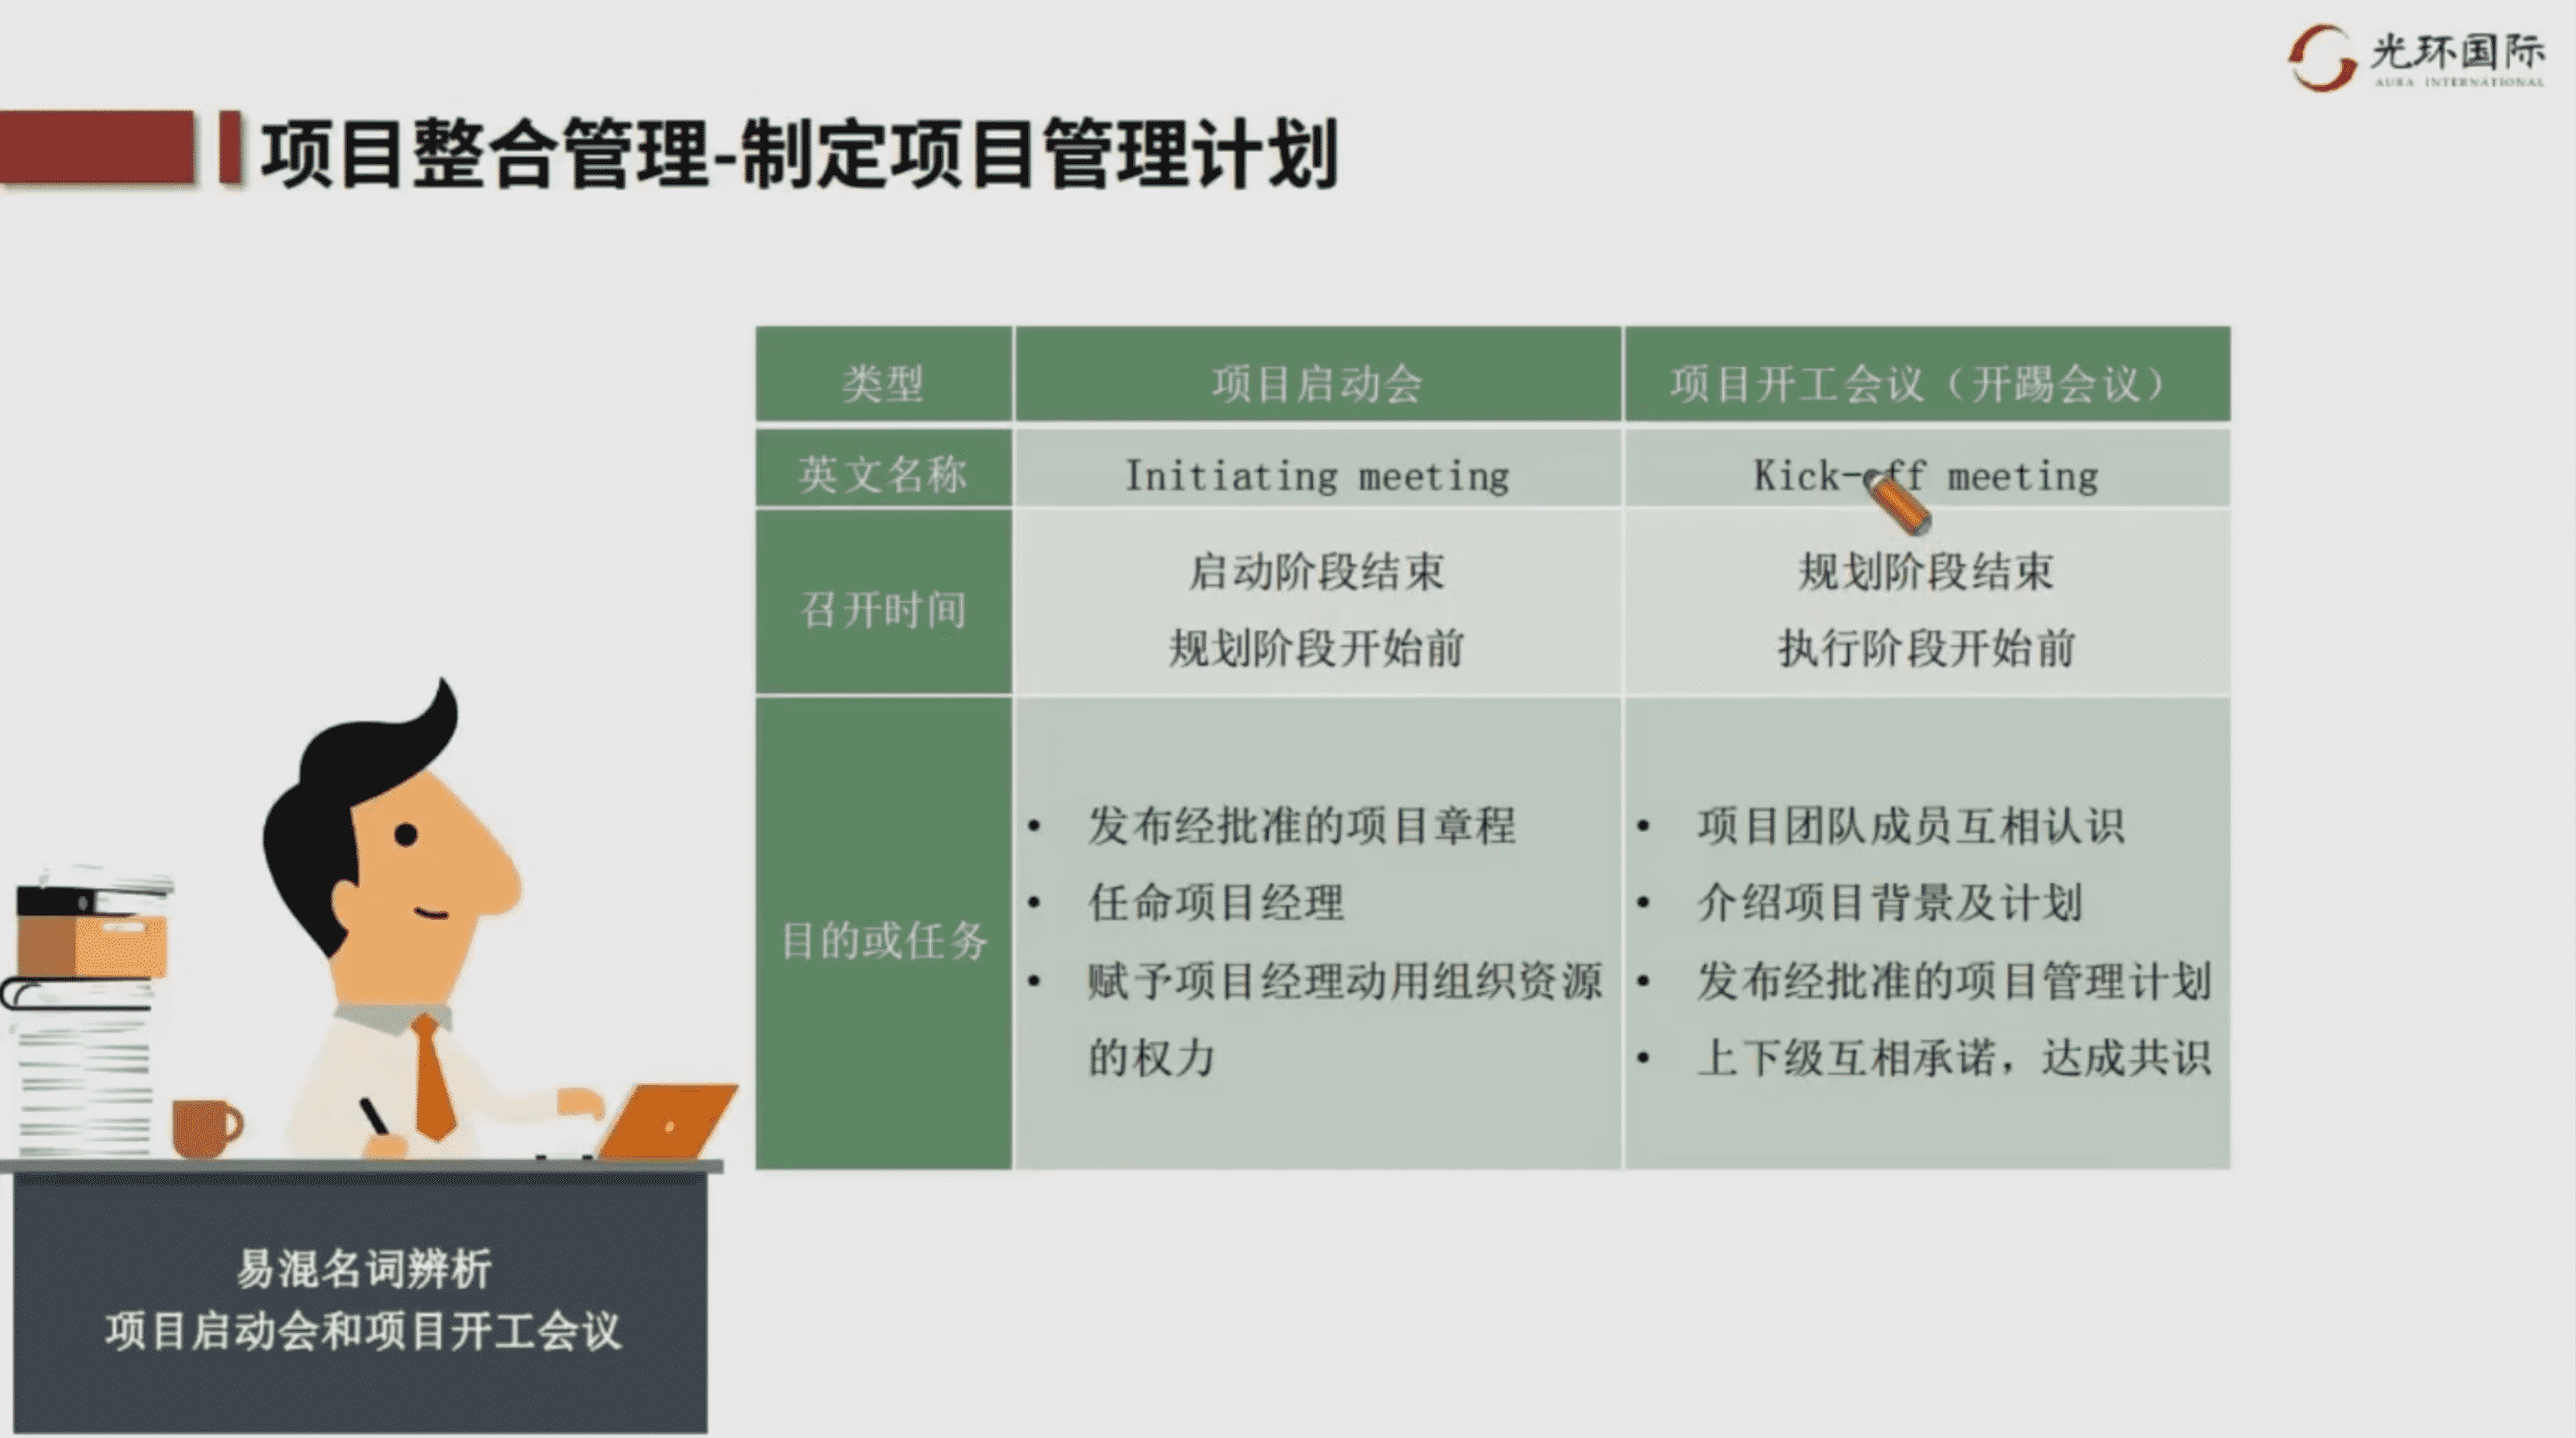 光环国际
AURA INTERNATIONAL
项目整合管理-制定项目管理计划
类型
项目启动会
项目开工会议（开踢会议）
英文名称
Initiating meeting
Kick-off meeting
召开时间
启动阶段结束
规划阶段开始前
规划阶段结束
执行阶段开始前
目的或任务
• 发布经批准的项目章程
• 任命项目经理
• 赋予项目经理动用组织资源
的权力
• 项目团队成员互相认识
• 介绍项目背景及计划
• 发布经批准的项目管理计划
• 上下级互相承诺，达成共识
易混名词辨析
项目启动会和项目开工会议